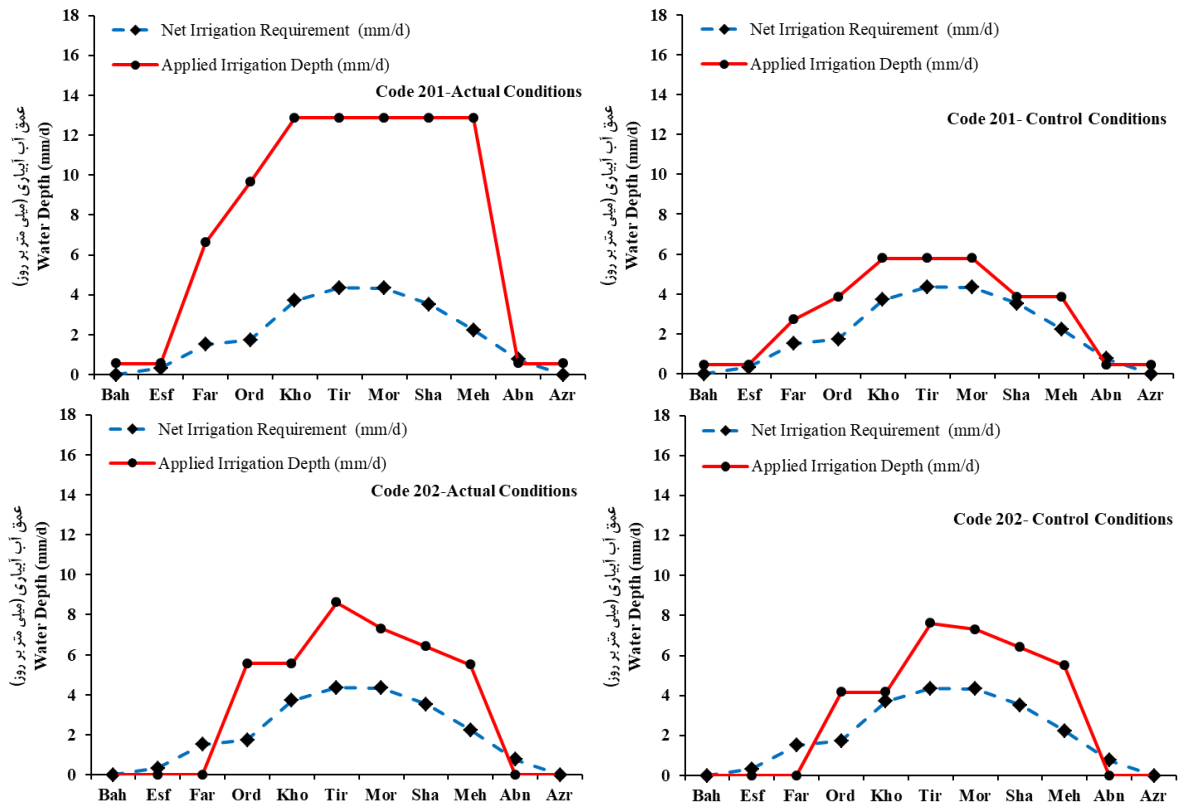 18
16
14
12
10
8
6
4
2
0
عمق آب آبیاری (میلی متر بر روز)
Water Depth (mm/d)
Net Irrigation Requirement (mm/d)
Applied Irrigation Depth (mm/d)
Code 201-Actual Conditions
Bah Esf Far Ord Kho Tir Mor Sha Meh Abn Azr
18
16
14
12
10
8
6
4
2
0
عمق آب آبیاری (میلی متر بر روز)
Water Depth (mm/d)
Net Irrigation Requirement (mm/d)
Applied Irrigation Depth (mm/d)
Code 201- Control Conditions
Bah Esf Far Ord Kho Tir Mor Sha Meh Abn Azr
18
16
14
12
10
8
6
4
2
0
عمق آب آبیاری (میلی متر بر روز)
Water Depth (mm/d)
Net Irrigation Requirement (mm/d)
Applied Irrigation Depth (mm/d)
Code 202-Actual Conditions
Bah Esf Far Ord Kho Tir Mor Sha Meh Abn Azr
18
16
14
12
10
8
6
4
2
0
عمق آب آبیاری (میلی متر بر روز)
Water Depth (mm/d)
Net Irrigation Requirement (mm/d)
Applied Irrigation Depth (mm/d)
Code 202- Control Conditions
Bah Esf Far Ord Kho Tir Mor Sha Meh Abn Azr